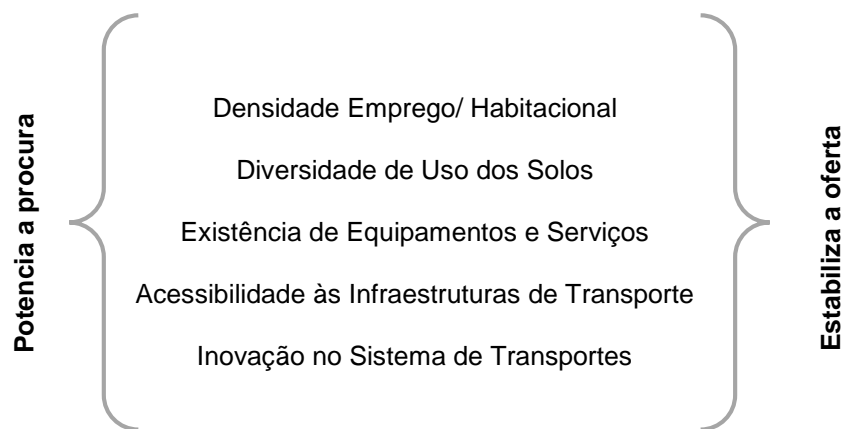 Potencia a procura
Densidade Emprego/ Habitacional
Diversidade de Uso dos Solos
Existência de Equipamentos e Serviços
Acessibilidade às Infraestruturas de Transporte
Inovação no Sistema de Transportes
Estabiliza a oferta